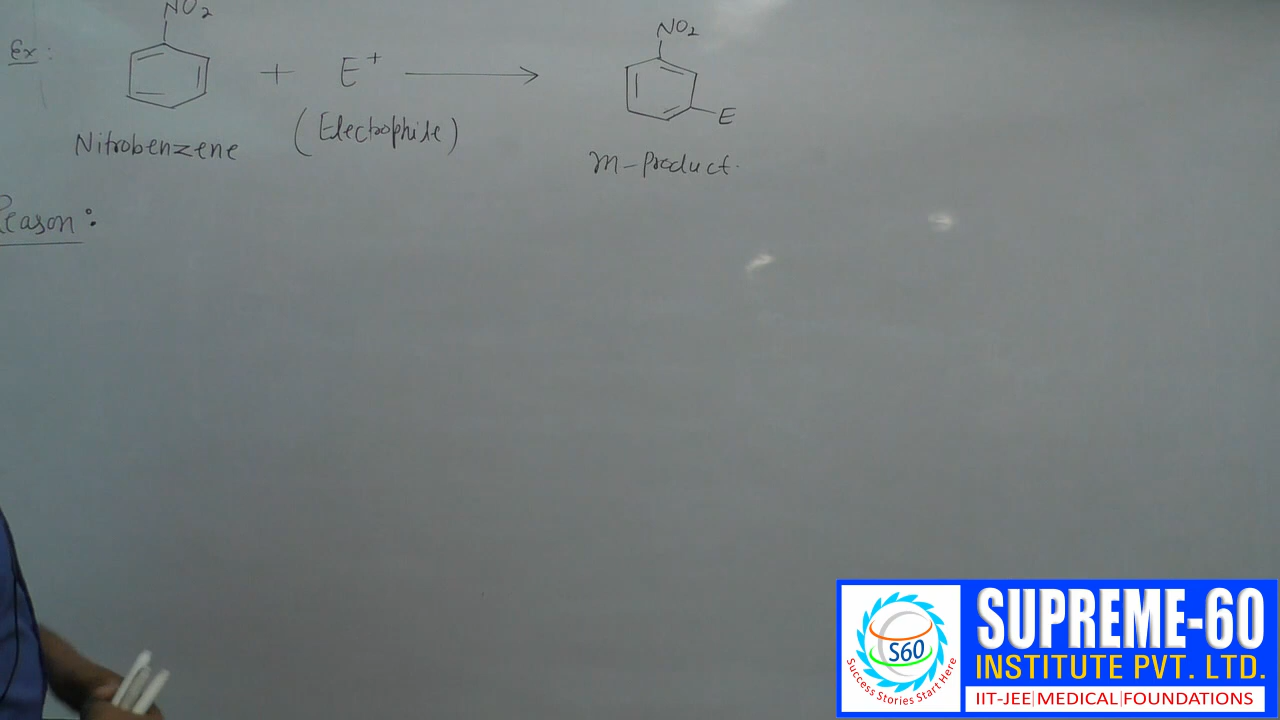 NO2
NO2
Ex:
+ E+
E
Nitrobenzene
(Electrophile)
m-Product.
Reason:
S60
Success Stories Start Here
SUPREME-60
INSTITUTE PVT. LTD.
IIT-JEE|MEDICAL|FOUNDATIONS